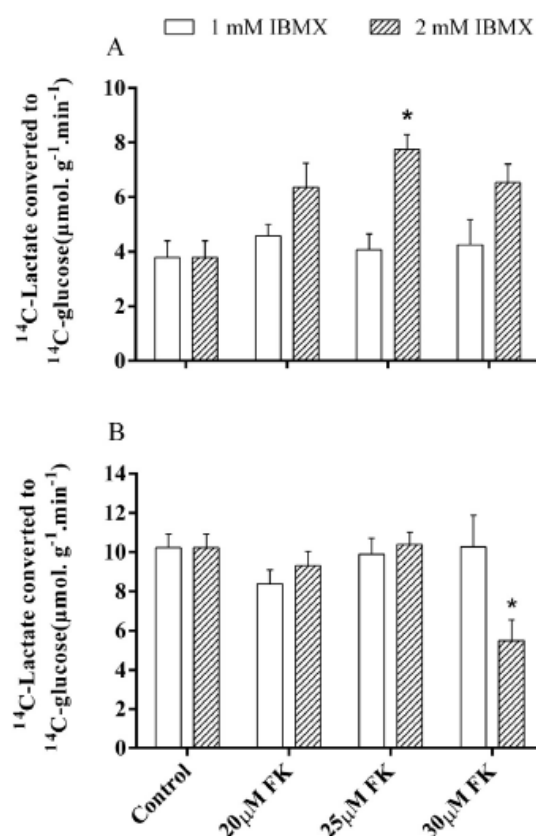 1 mM IBMX 2 mM IBMX
A
¹⁴C-Lactate converted to
¹⁴C-glucose(µmol. g⁻¹.min⁻¹)
10
8
6
4
2
0
*
B
¹⁴C-Lactate converted to
¹⁴C-glucose(µmol. g⁻¹.min⁻¹)
14
12
10
8
6
4
2
0
*
Control 20µM FK 25µM FK 30µM FK